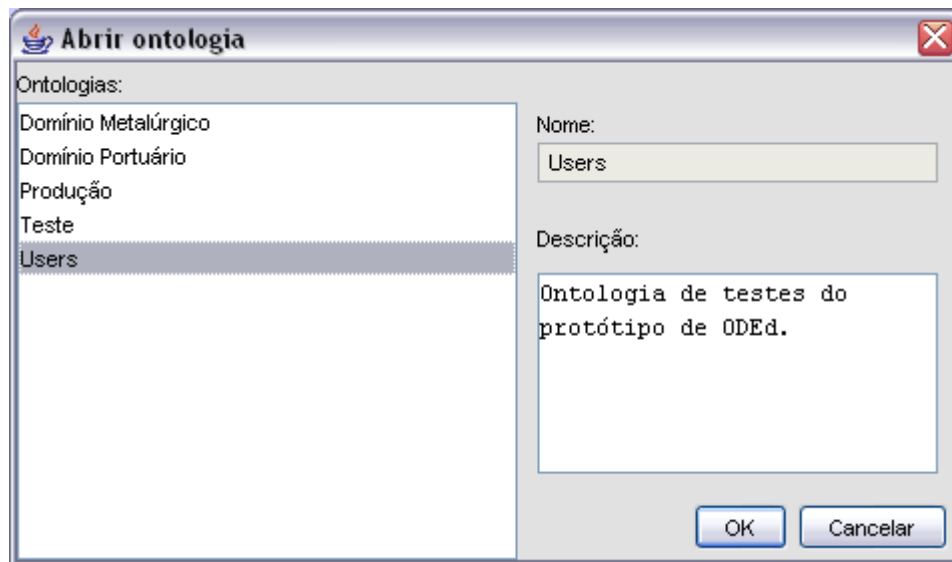 Abrir ontologia
Ontologias:
Domínio Metalúrgico
Domínio Portuário
Produção
Teste
Users
Nome:
Users
Descrição:
Ontologia de testes do
protótipo de ODEd.
OK
Cancelar